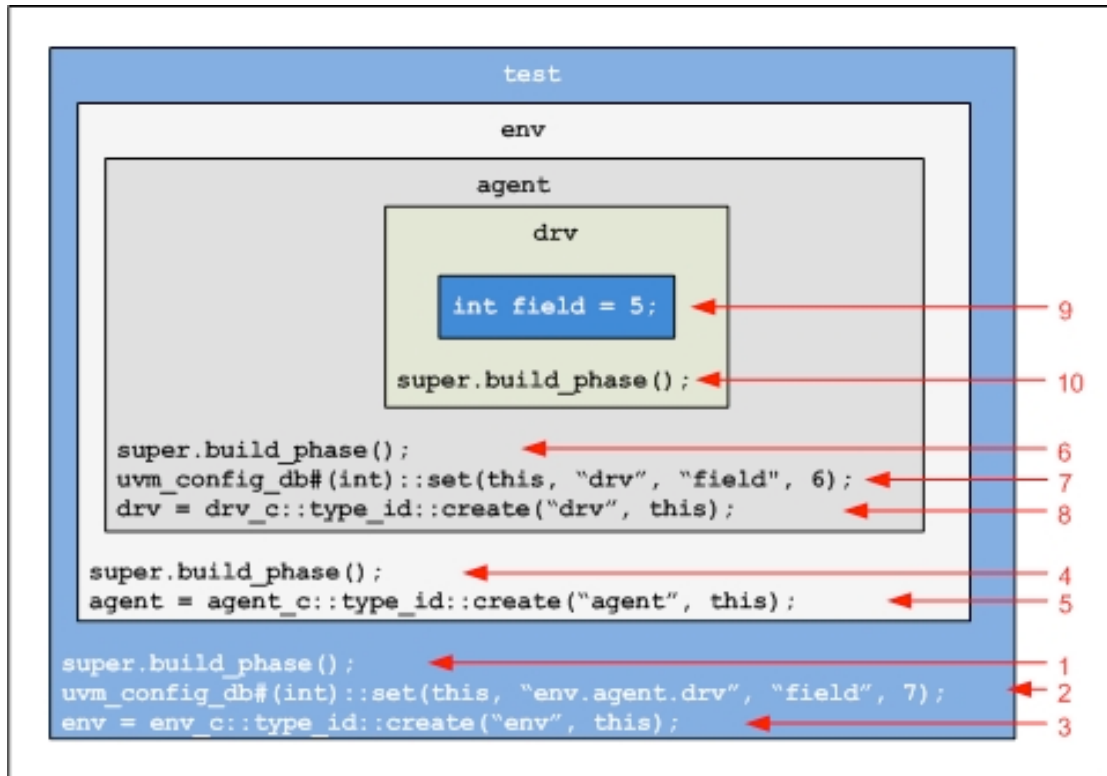 test
env
agent
drv
int field = 5;
9
super.build_phase();
10
super.build_phase();
6
uvm_config_db#(int)::set(this, “drv”, “field", 6);
7
drv = drv_c::type_id::create(“drv”, this);
8
super.build_phase();
4
agent = agent_c::type_id::create(“agent”, this);
5
super.build_phase();
1
uvm_config_db#(int)::set(this, “env.agent.drv”, “field”, 7);
2
env = env_c::type_id::create(“env”, this);
3